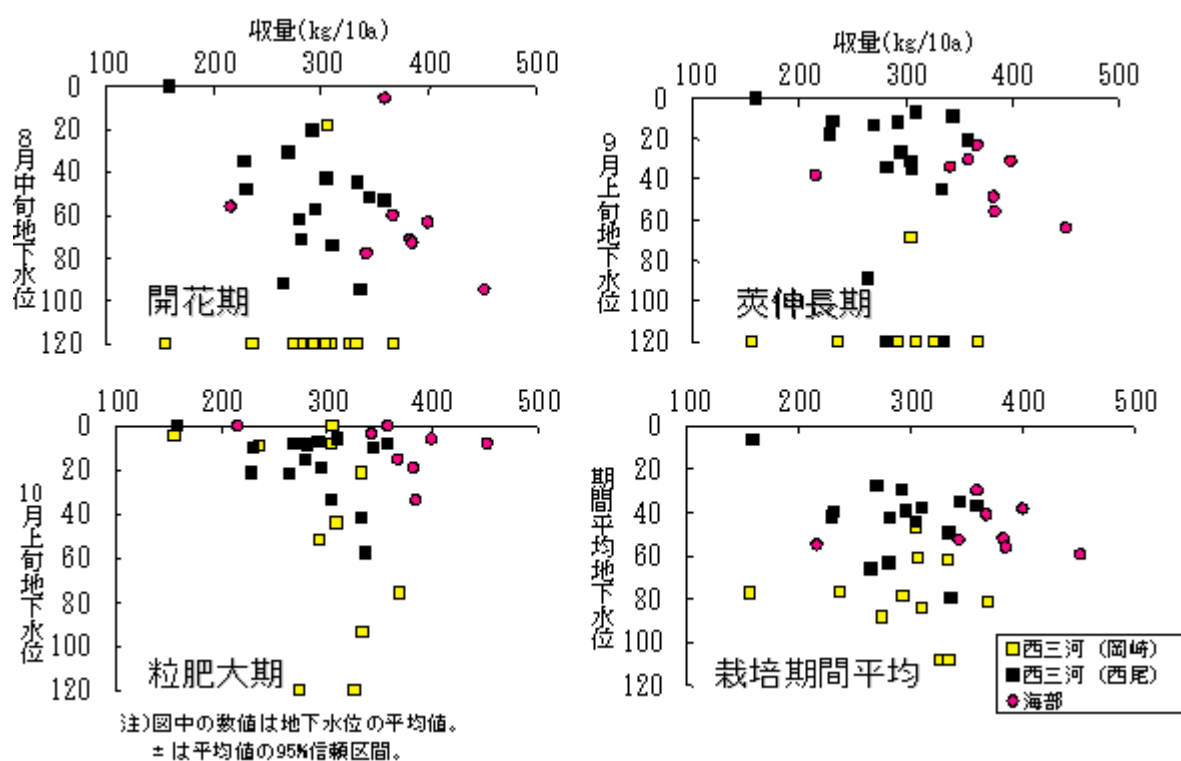 収量(kg/10a)
100 200 300 400 500
0
20
40
60
80
100
120
8月中旬地下水位
開花期
収量(kg/10a)
100 200 300 400 500
0
20
40
60
80
100
120
9月上旬地下水位
莢伸長期
100 200 300 400 500
0
20
40
60
80
100
120
10月上旬地下水位
粒肥大期
100 200 300 400 500
0
20
40
60
80
100
120
期間平均地下水位
栽培期間平均
西三河（岡崎）
西三河（西尾）
海部
注)図中の数値は地下水位の平均値。
± は平均値の95%信頼区間。